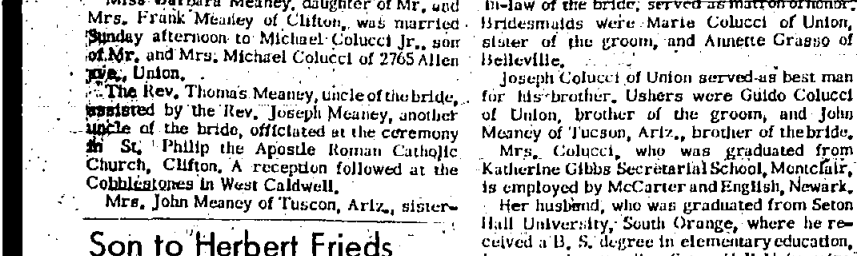 Miss Barbara Meaney, daughter of Mr. and
Mrs. Frank Meaney of Clifton, was married
Sunday afternoon to Michael Colucci Jr., son
of Mr. and Mrs. Michael Colucci of 2765 Allen
ave., Union.
The Rev. Thomas Meaney, uncle of the bride,
assisted by the Rev. Joseph Meaney, another
uncle of the bride, officiated at the ceremony
in St. Philip the Apostle Roman Catholic
Church, Clifton. A reception followed at the
Cobblestones in West Caldwell.
Mrs. John Meaney of Tuscon, Ariz., sister-
Son to Herbert Frieds
in-law of the bride, served as matron of honor.
Bridesmaids were Marie Colucci of Union,
sister of the groom, and Annette Grasso of
Belleville.
Joseph Colucci of Union served as best man
for his brother. Ushers were Guido Colucci
of Union, brother of the groom, and John
Meaney of Tucson, Ariz., brother of the bride.
Mrs. Colucci, who was graduated from
Katherine Gibbs Secretarial School, Montclair,
is employed by McCarter and English, Newark.
Her husband, who was graduated from Seton
Hall University, South Orange, where he re-
ceived a B. S. degree in elementary education,